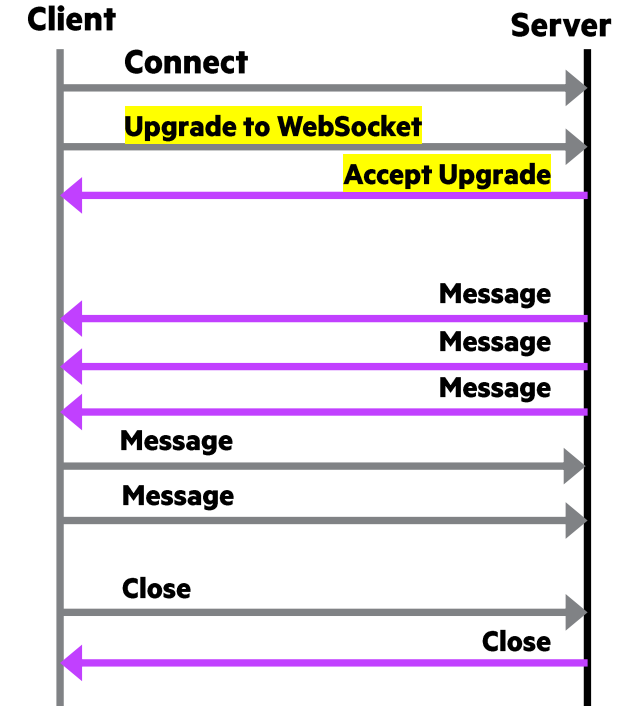 Client
Server
Connect
Upgrade to WebSocket
Accept Upgrade
Message
Message
Message
Message
Message
Close
Close